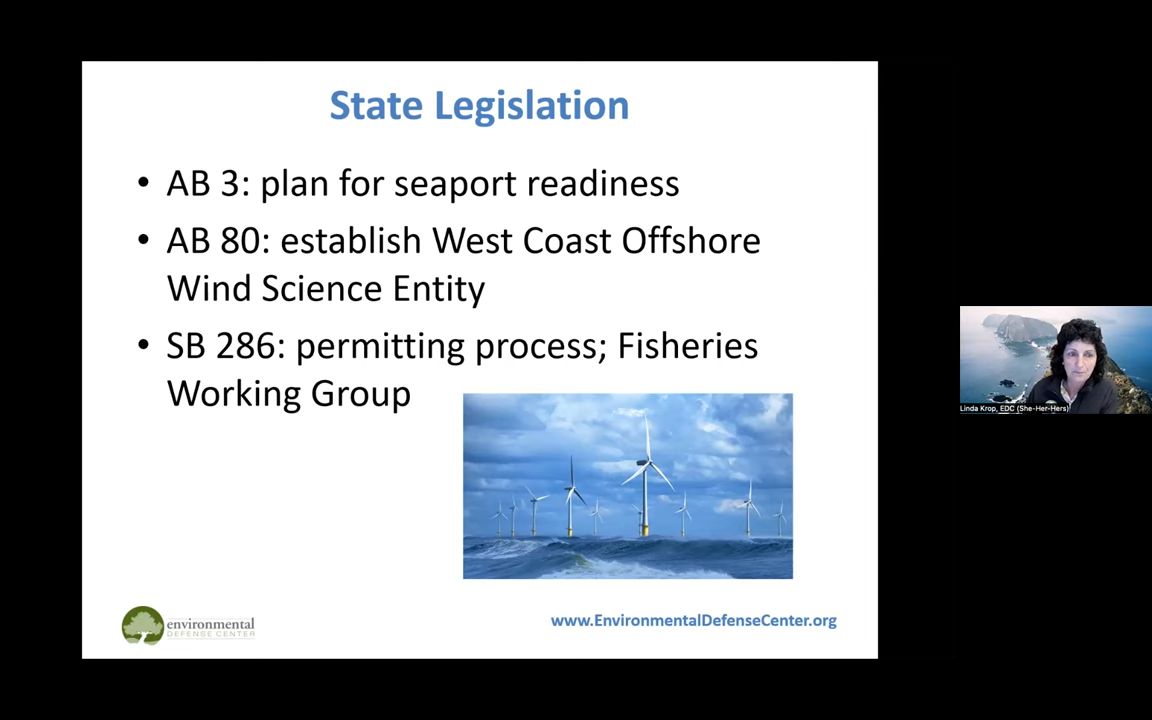 State Legislation
• AB 3: plan for seaport readiness
• AB 80: establish West Coast Offshore
Wind Science Entity
• SB 286: permitting process; Fisheries
Working Group
Linda Krop, EDC (She-Her-Hers)
environmental
DEFENSE CENTER
www.EnvironmentalDefenseCenter.org